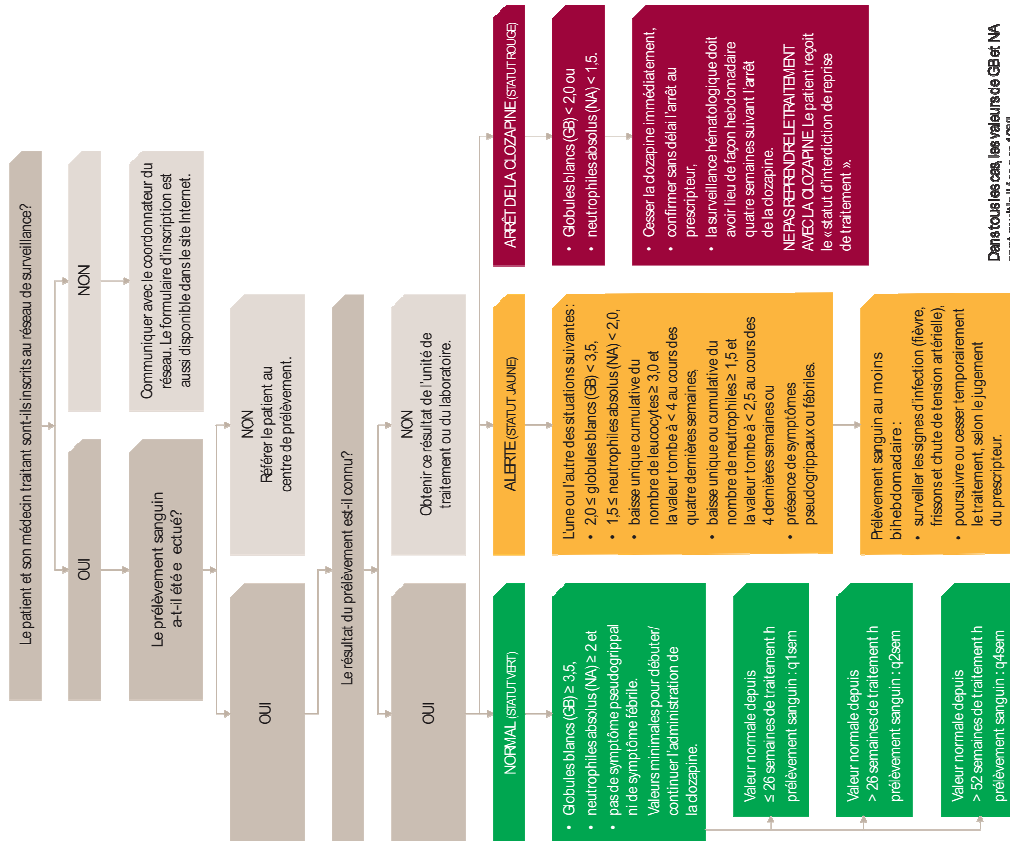 Le patient et son médecin traitant sont-ils inscrits au réseau de surveillance?
OUI
NON
Le prélèvement sanguin
a-t-il été e ectué?
Communiquer avec le coordonnateur du
réseau. Le formulaire d'inscription est
aussi disponible dans le site Internet.
OUI
NON
Référer le patient au
centre de prélèvement.
Le résultat du prélèvement est-il connu?
OUI
NON
Obtenir ce résultat de l'unité de
traitement ou du laboratoire.
NORMAL (STATUT VERT)
• Globules blancs (GB) ≥ 3,5,
• neutrophiles absolus (NA) ≥ 2 et
• pas de symptôme pseudogrippal
ni de symptôme fébrile.
Valeurs minimales pour débuter/
continuer l'administration de
la clozapine.
Valeur normale depuis
≤ 26 semaines de traitement h
prélèvement sanguin : q1sem
Valeur normale depuis
> 26 semaines de traitement h
prélèvement sanguin : q2sem
Valeur normale depuis
> 52 semaines de traitement h
prélèvement sanguin : q4sem
ALERTE (STATUT JAUNE)
L'une ou l'autre des situations suivantes :
• 2,0 ≤ globules blancs (GB) < 3,5,
• 1,5 ≤ neutrophiles absolus (NA) < 2,0,
• baisse unique cumulative du
nombre de leucocytes ≥ 3,0 et
la valeur tombe à < 4 au cours des
quatre dernières semaines,
• baisse unique ou cumulative du
nombre de neutrophiles ≥ 1,5 et
la valeur tombe à < 2,5 au cours des
4 dernières semaines ou
• présence de symptômes
pseudogrippaux ou fébriles.
Prélèvement sanguin au moins
bihebdomadaire :
• surveiller les signes d'infection (fièvre,
frissons et chute de tension artérielle),
• poursuivre ou cesser temporairement
le traitement, selon le jugement
du prescripteur.
ARRÊT DE LA CLOZAPINE (STATUT ROUGE)
• Globules blancs (GB) < 2,0 ou
• neutrophiles absolus (NA) < 1,5.
• Cesser la clozapine immédiatement,
• confirmer sans délai l'arrêt au
prescripteur,
• la surveillance hématologique doit
avoir lieu de façon hebdomadaire
quatre semaines suivant l'arrêt
de la clozapine.
NE PAS REPRENDRE LE TRAITEMENT
AVEC LA CLOZAPINE. Le patient reçoit
le « statut d'interdiction de reprise
de traitement ».
Dans tous les cas, les valeurs de GB et NA